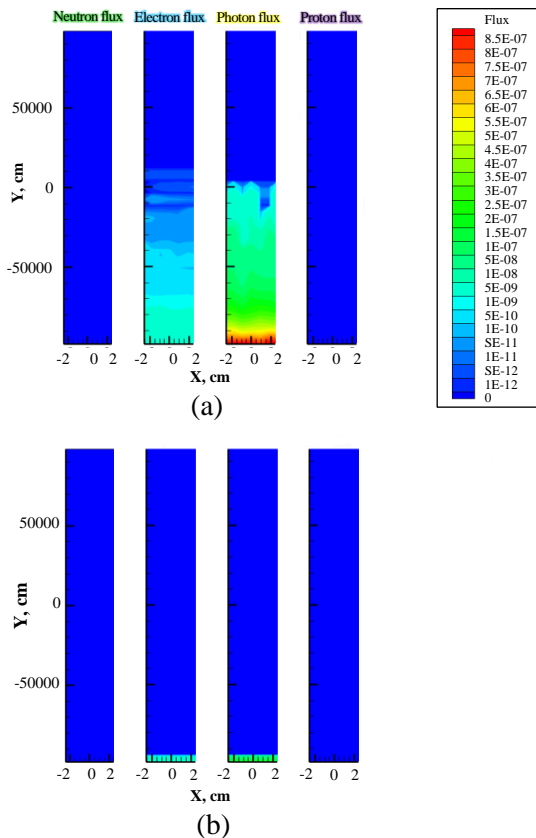 Neutron flux Electron flux Photon flux Proton flux
Flux
8.5E-07
8E-07
7.5E-07
7E-07
6.5E-07
6E-07
5.5E-07
5E-07
4.5E-07
4E-07
3.5E-07
3E-07
2.5E-07
2E-07
1.5E-07
1E-07
5E-08
1E-08
5E-09
1E-09
5E-10
1E-10
SE-11
1E-11
SE-12
1E-12
0
50000
0
-50000
Y, cm
-2 0 2 -2 0 2 -2 0 2 -2 0 2
X, cm
(a)
50000
0
-50000
Y, cm
-2 0 2 -2 0 2 -2 0 2 -2 0 2
X, cm
(b)